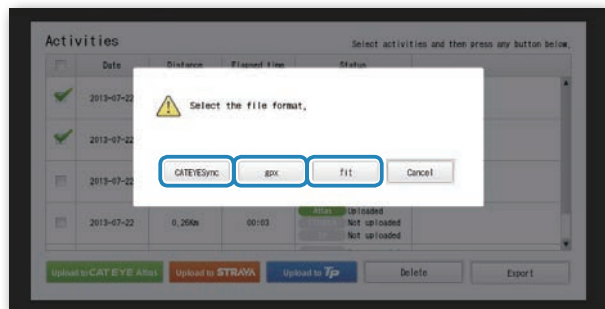 Activities
Select activities and then press any button below.
Date Distance Elapsed time Status
2013-07-22
Select the file format.
2013-07-22
CATEYESync gpx fit Cancel
2013-07-22
Atlas Uploaded
2013-07-22 0.26Km 00:03 Not uploaded
Not uploaded
Upload to CATEYE Atlas Upload to STRAVA Upload to Tp Delete Export